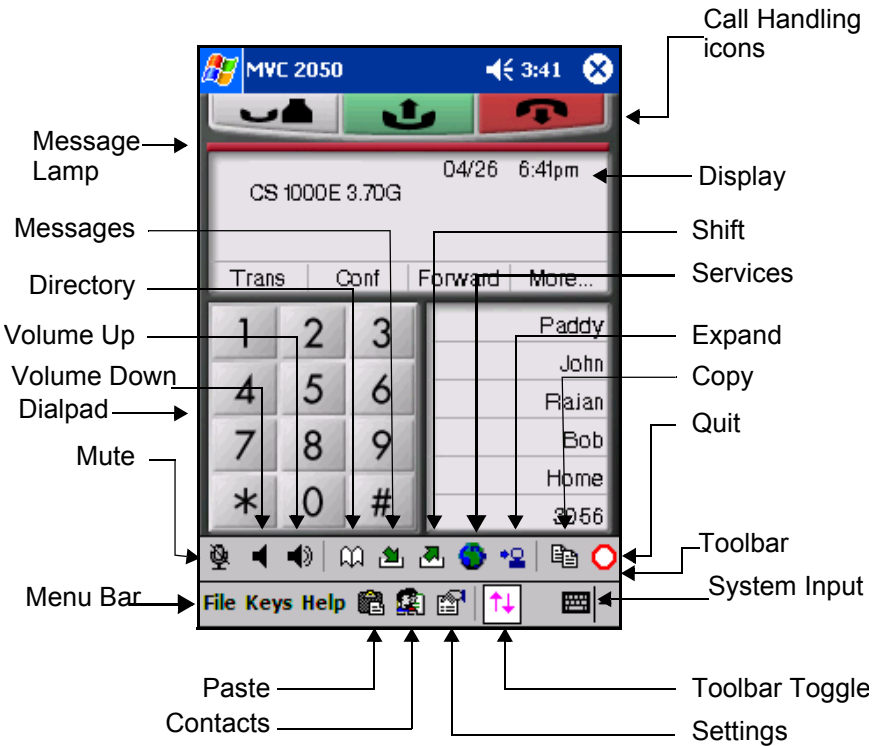 Call Handling
icons
MVC 2050 3:41
Message
Lamp
04/26 6:41pm
Display
CS 1000E 3.70G
Messages
Shift
Directory
Trans Conf Forward More...
Services
Volume Up
1 2 3
Paddy
Expand
Volume Down
John
Copy
Dialpad
4 5 6
Rajan
Quit
Mute
7 8 9
Bob
* 0 #
Home
3956
Toolbar
Menu Bar
File Keys Help
System Input
Paste
Toolbar Toggle
Contacts
Settings